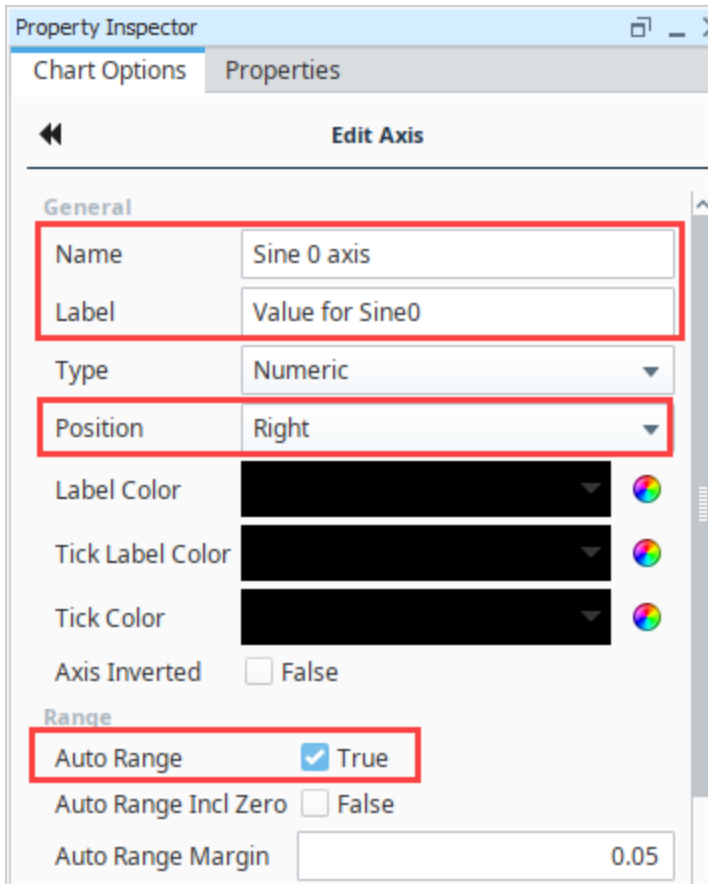 Property Inspector
Chart Options Properties
Edit Axis
General
Name Sine 0 axis
Label Value for Sine0
Type Numeric
Position Right
Label Color
Tick Label Color
Tick Color
Axis Inverted False
Range
Auto Range True
Auto Range Incl Zero False
Auto Range Margin 0.05